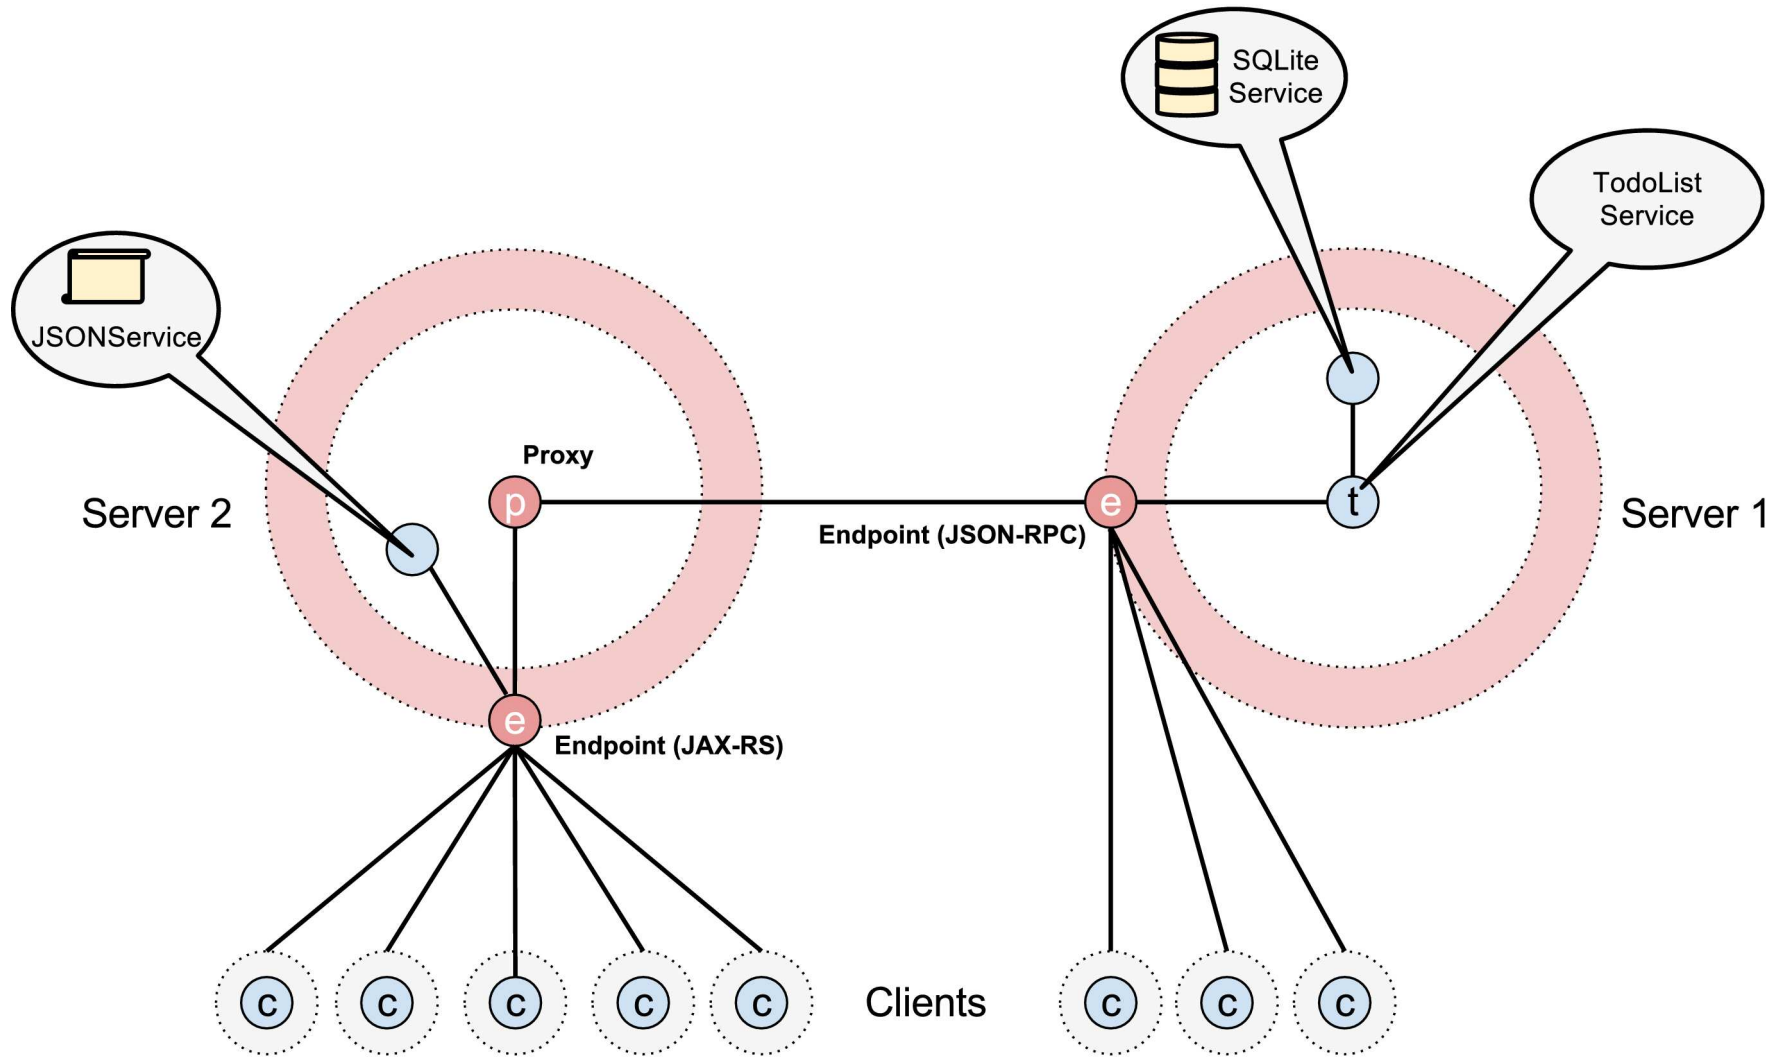 SQLite
Service
TodoList
Service
JSONService
Proxy
Server 2
p
e
t
Server 1
Endpoint (JSON-RPC)
e
Endpoint (JAX-RS)
c
c
c
c
c
Clients
c
c
c